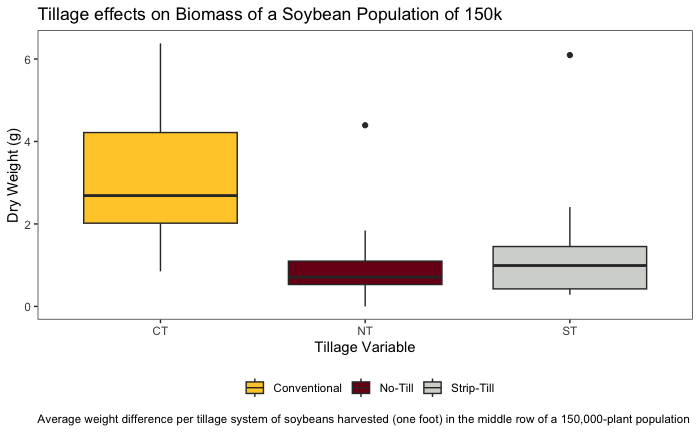 Tillage effects on Biomass of a Soybean Population of 150k
Dry Weight (g)
6
4
2
0
CT NT ST
Tillage Variable
Conventional No-Till Strip-Till
Average weight difference per tillage system of soybeans harvested (one foot) in the middle row of a 150,000-plant population